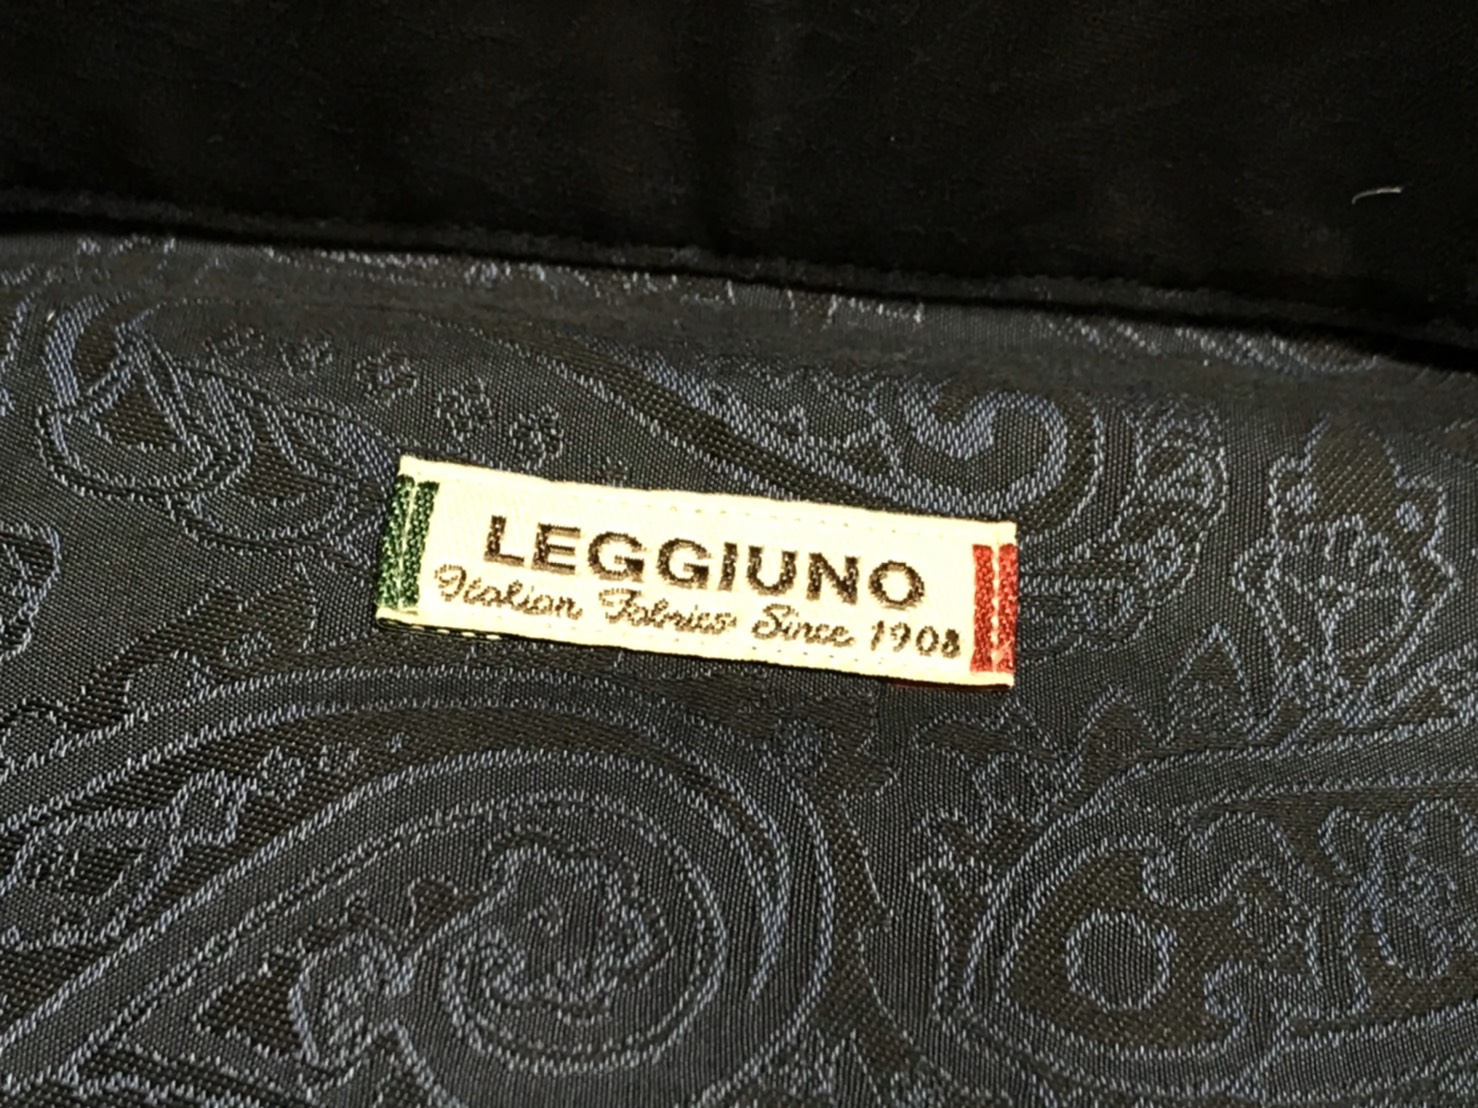 LEGGIUNO
Italian Fabrics Since 1908